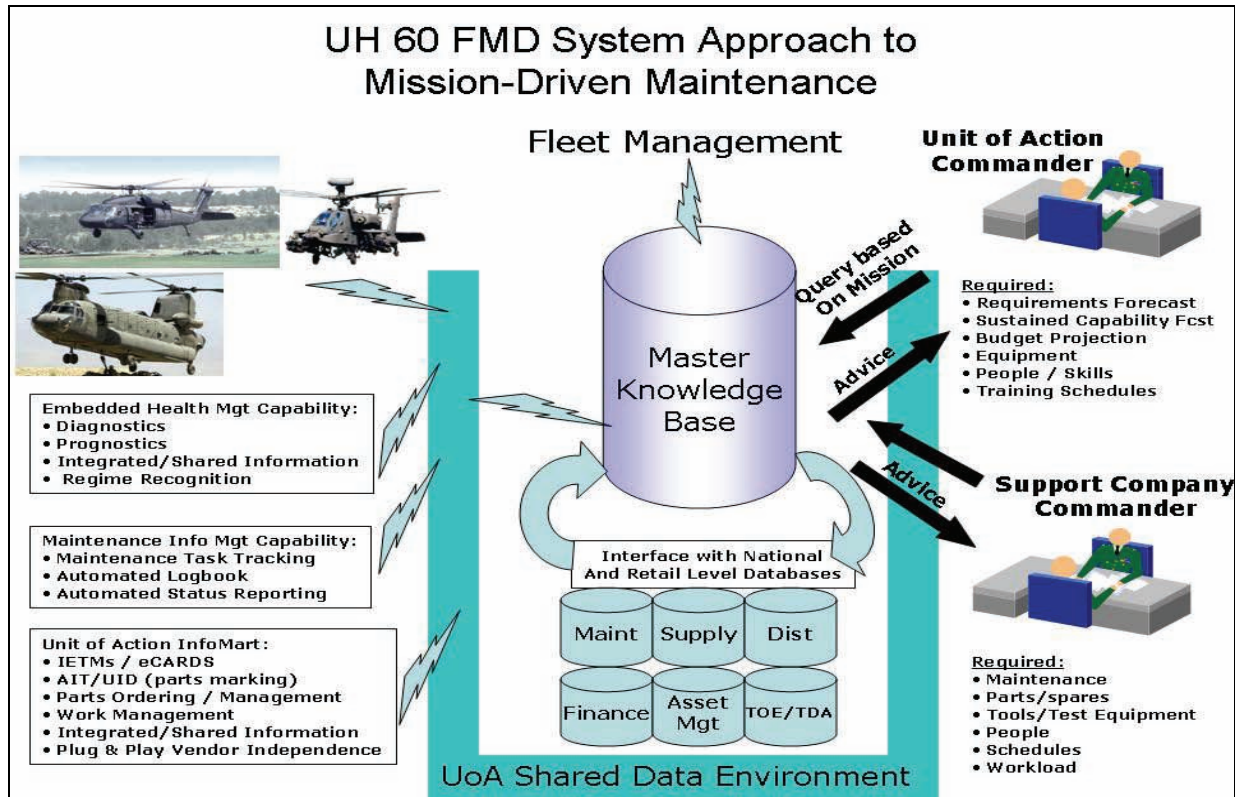 UH 60 FMD System Approach to
Mission-Driven Maintenance
Fleet Management
Unit of Action
Commander
Query based
On Mission
Advice
Required:
• Requirements Forecast
• Sustained Capability Fcst
• Budget Projection
• Equipment
• People / Skills
• Training Schedules
Master
Knowledge
Base
Embedded Health Mgt Capability:
• Diagnostics
• Prognostics
• Integrated/Shared Information
• Regime Recognition
Advice
Support Company
Commander
Maintenance Info Mgt Capability:
• Maintenance Task Tracking
• Automated Logbook
• Automated Status Reporting
Interface with National
And Retail Level Databases
Maint
Supply
Dist
Finance
Asset
Mgt
TOE/TDA
Unit of Action InfoMart:
• IETMs / eCARDS
• AIT/UID (parts marking)
• Parts Ordering / Management
• Work Management
• Integrated/Shared Information
• Plug & Play Vendor Independence
Required:
• Maintenance
• Parts/spares
• Tools/Test Equipment
• People
• Schedules
• Workload
UoA Shared Data Environment